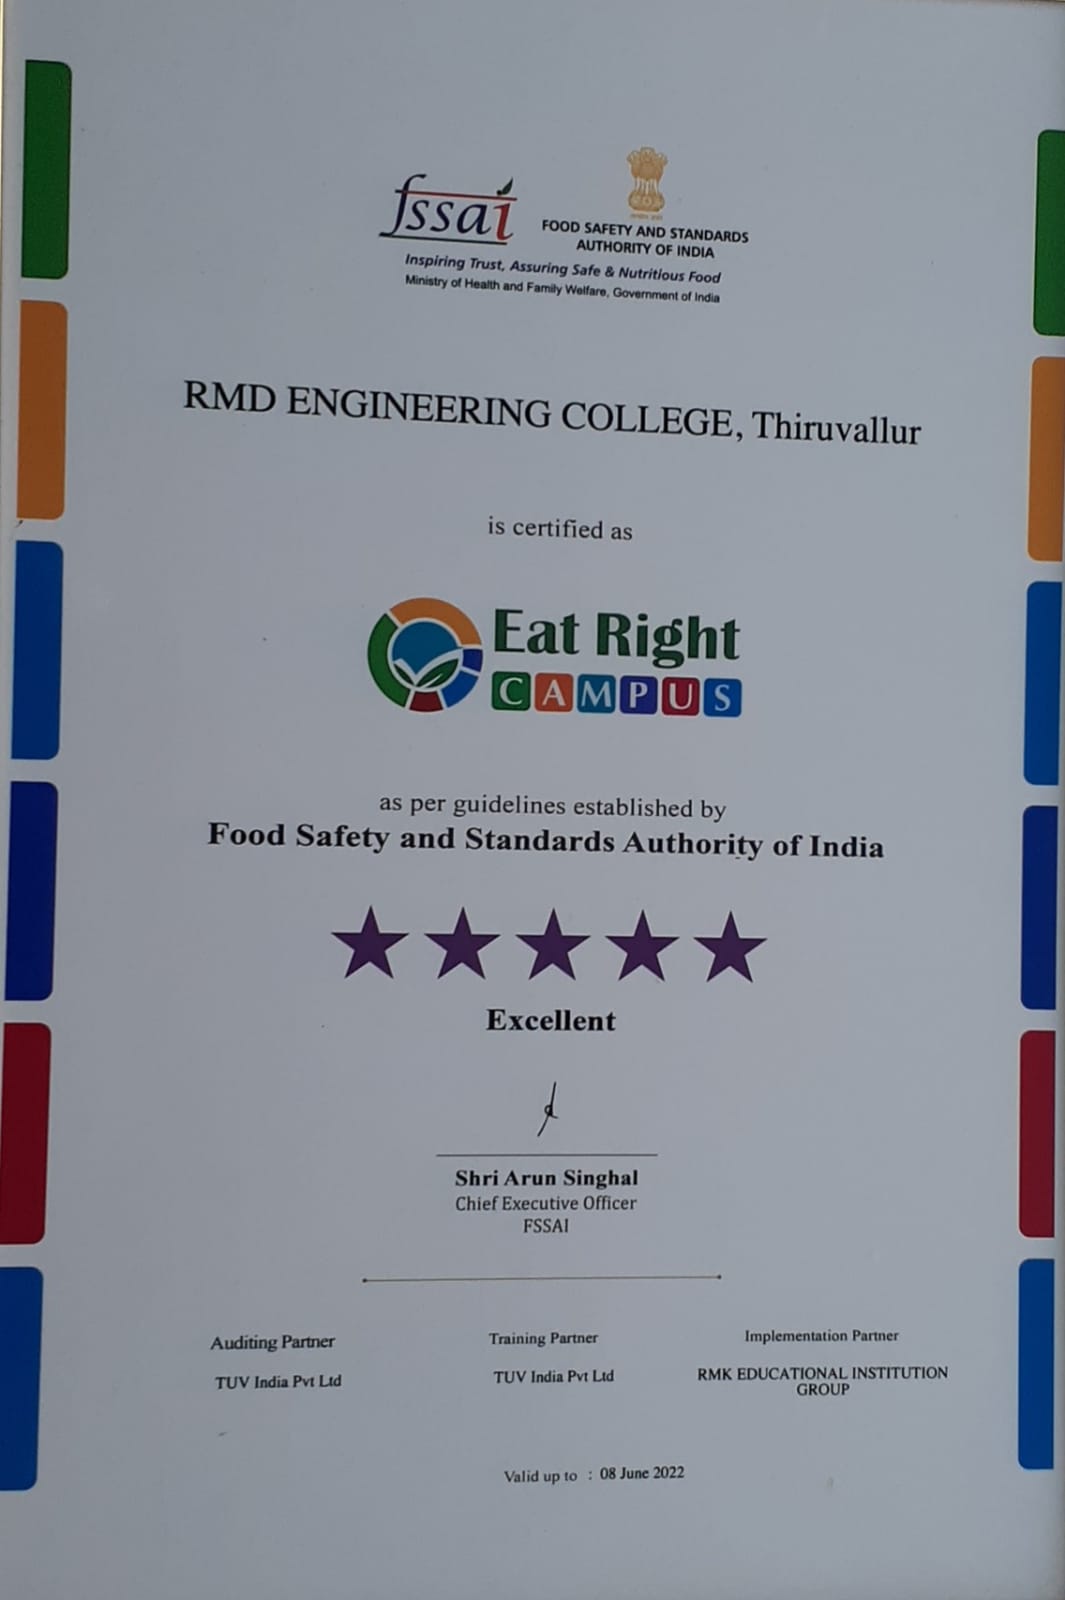 fssai
FOOD SAFETY AND STANDARDS
AUTHORITY OF INDIA
Inspiring Trust, Assuring Safe & Nutritious Food
Ministry of Health and Family Welfare, Government of India
RMD ENGINEERING COLLEGE, Thiruvallur
is certified as
Eat Right
CAMPUS
as per guidelines established by
Food Safety and Standards Authority of India
Excellent
Shri Arun Singhal
Chief Executive Officer
FSSAI
Auditing Partner
TUV India Pvt Ltd
Training Partner
TUV India Pvt Ltd
Implementation Partner
RMK EDUCATIONAL INSTITUTION
GROUP
Valid up to : 08 June 2022